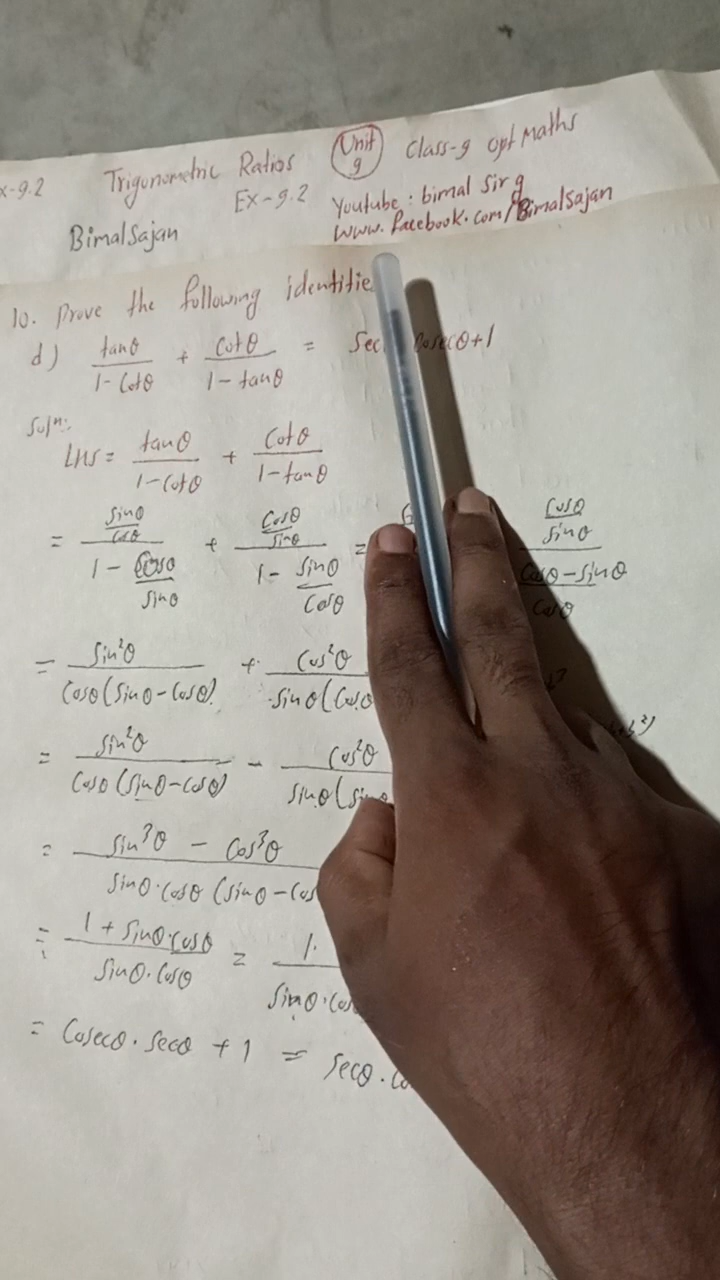 x-9.2 Trigonometric Ratios Unit 9 Class-9 Opt Maths
Ex-9.2 Youtube: bimal sir g
BimalSajan www.facebook.com/BimalSajan
10. Prove the following identitie
d) tanθ/1-Cotθ + Cotθ/1-tanθ = Sec Cosecθ+1
Solⁿ:
LHS = tanθ/1-cotθ + Cotθ/1-tanθ
= Sinθ/Cosθ/1-Cosθ/Sinθ + Cosθ/Sinθ/1-Sinθ/Cosθ = Cosθ/Sinθ/Cosθ-Sinθ/Cosθ
= Sin²θ/Cosθ(Sinθ-Cosθ) + Cos²θ/Sinθ(Cosθ
= Sin²θ/Cosθ(Sinθ-Cosθ) - Cos²θ/Sinθ(Sin
= Sin³θ - Cos³θ/Sinθ·Cosθ(Sinθ-Cos
= 1+Sinθ·Cosθ/Sinθ·Cosθ = 1/Sinθ·Cos
= Cosecθ·Secθ + 1 = Secθ·Co